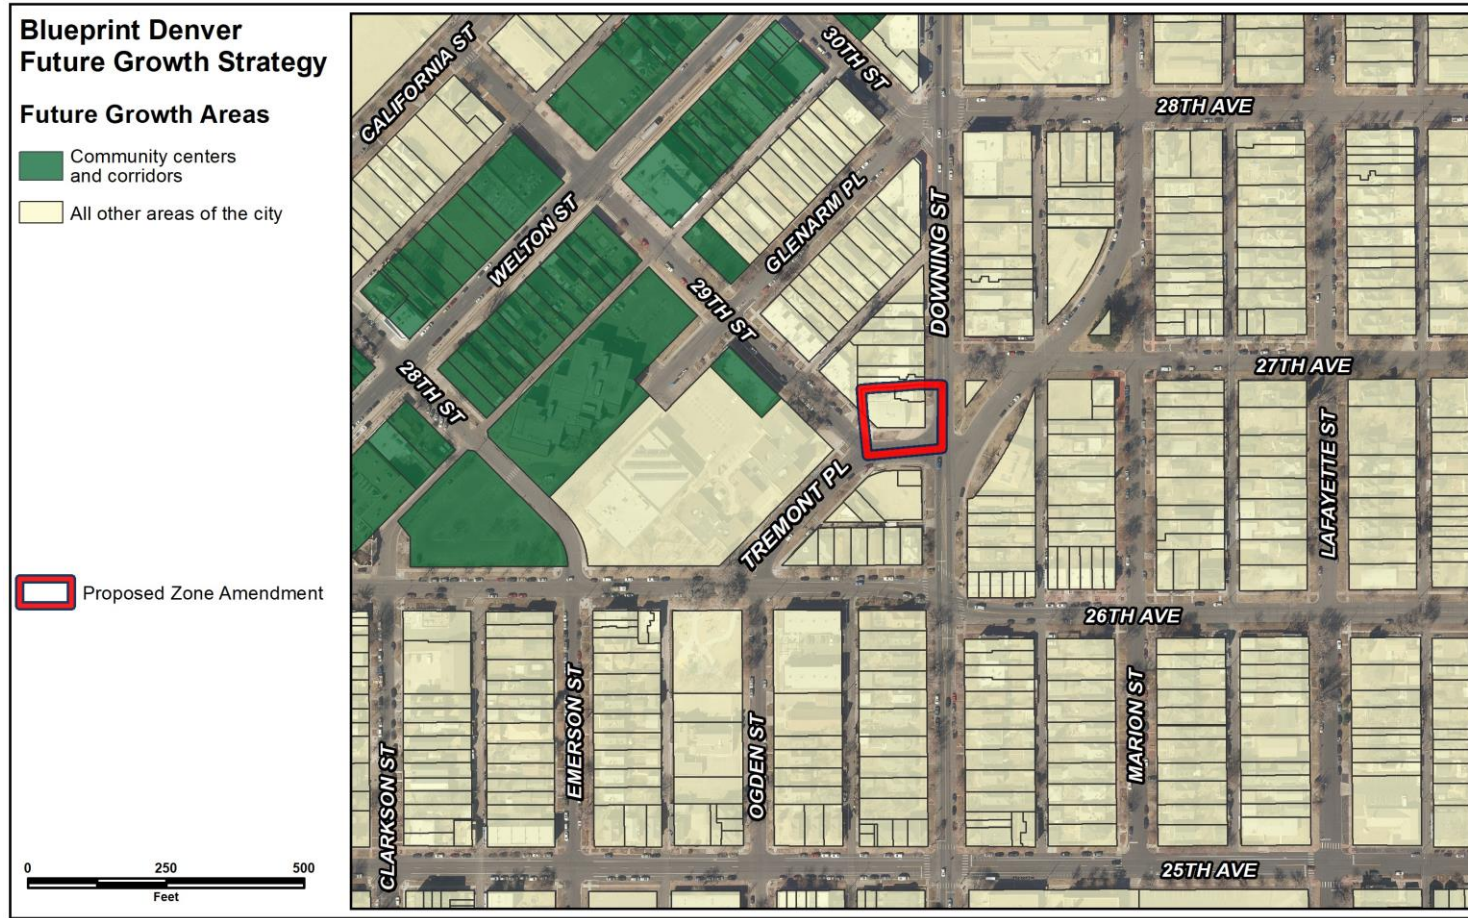 Blueprint Denver
Future Growth Strategy
Future Growth Areas
Community centers
and corridors
All other areas of the city
Proposed Zone Amendment
0 250 500
Feet
CALIFORNIA ST
30TH ST
28TH AVE
WELTON ST
GLENARM PL
DOWNING ST
29TH ST
28TH ST
27TH AVE
LAFAYETTE ST
TREMONT PL
26TH AVE
EMERSON ST
MARION ST
OGDEN ST
CLARKSON ST
25TH AVE